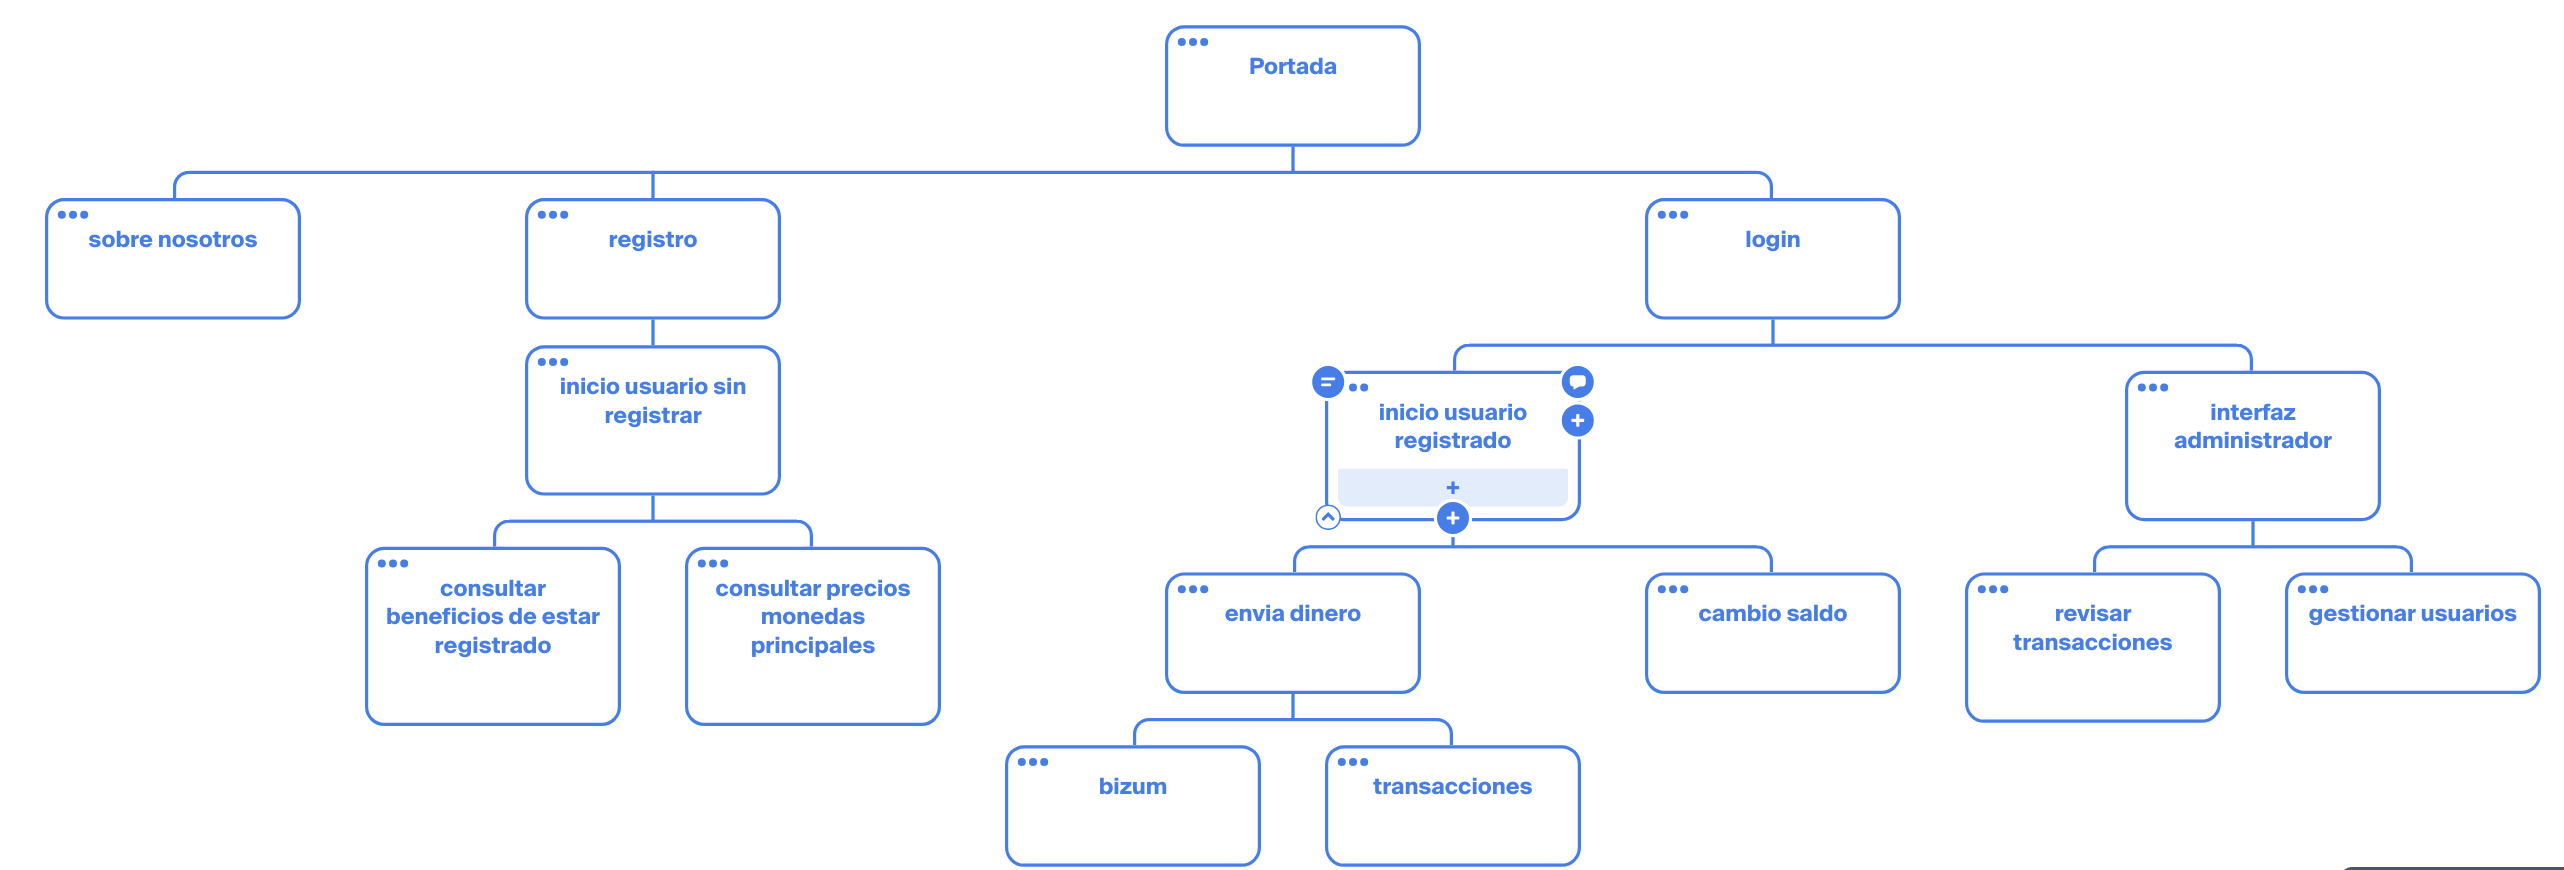 Portada
sobre nosotros
registro
login
inicio usuario sin
registrar
inicio usuario
registrado
interfaz
administrador
consultar
beneficios de estar
registrado
consultar precios
monedas
principales
envia dinero
cambio saldo
revisar
transacciones
gestionar usuarios
bizum
transacciones